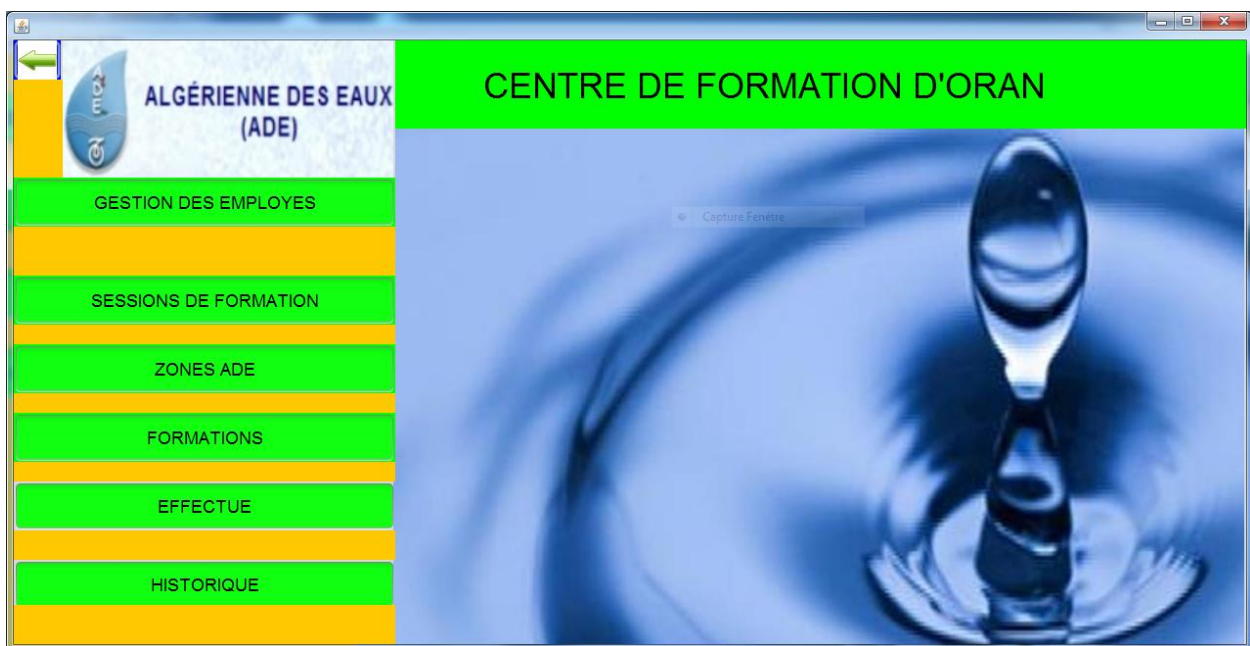 ALGÉRIENNE DES EAUX
(ADE)
CENTRE DE FORMATION D'ORAN
GESTION DES EMPLOYES
Capture Fenêtre
SESSIONS DE FORMATION
ZONES ADE
FORMATIONS
EFFECTUE
HISTORIQUE